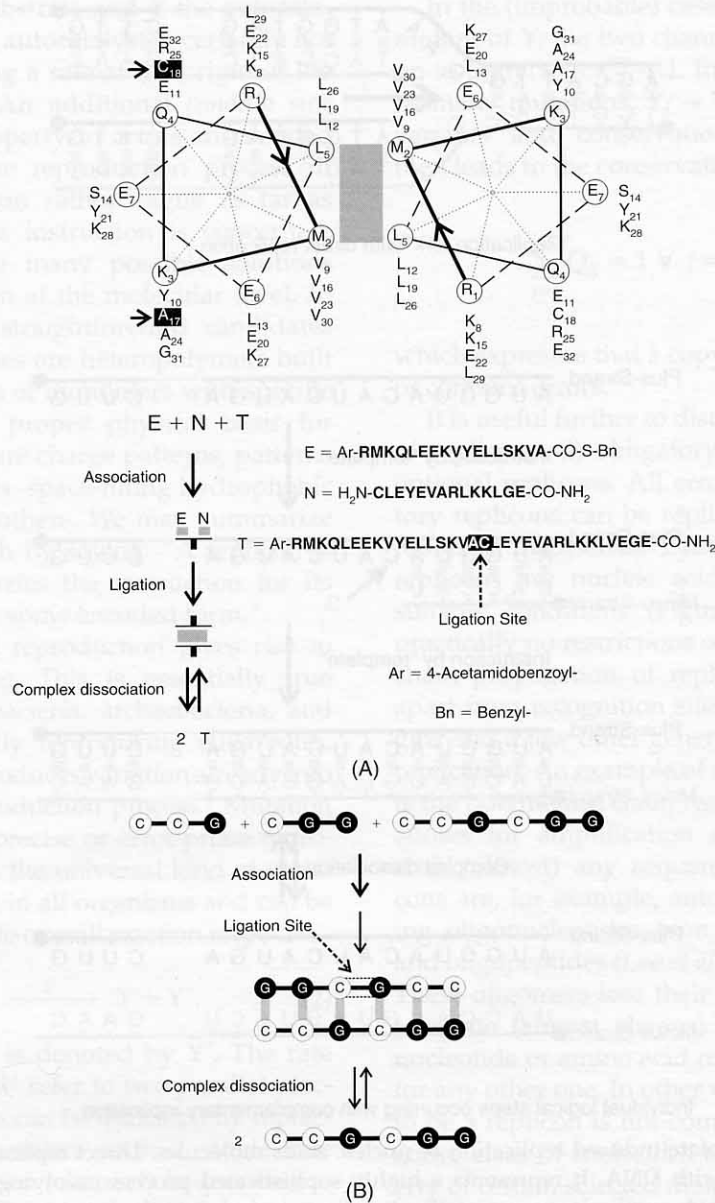 E32
R25
C18
E11
Q4
L29
E22
K15
K8
R1
L26
L19
L12
L5
E7
S14
Y21
K28
K3
Y10
A17
A24
G31
E6
L13
E20
K27
M2
V9
V16
V23
V30
V30
V23
V16
V9
M2
K27
E20
L13
E6
G31
A24
A17
Y10
K3
E7
S14
Y21
K28
L5
L12
L19
L26
R1
K8
K15
E22
L29
Q4
E11
C18
R25
E32
E + N + T
Association
E N
Ligation
Complex dissociation
2 T
E = Ar-RMKQLEEKVYELLSKVA-CO-S-Bn
N = H2N-CLEYEVARLKKLGE-CO-NH2
T = Ar-RMKQLEEKVYELLSKVACLEYEVARLKKLVEGE-CO-NH2
Ligation Site
Ar = 4-Acetamidobenzoyl-
Bn = Benzyl-
(A)
C C G + C G G + C C G C G G
Association
Ligation Site
G G C G C C
C C G C G G
Complex dissociation
2 C C G C G G
(B)